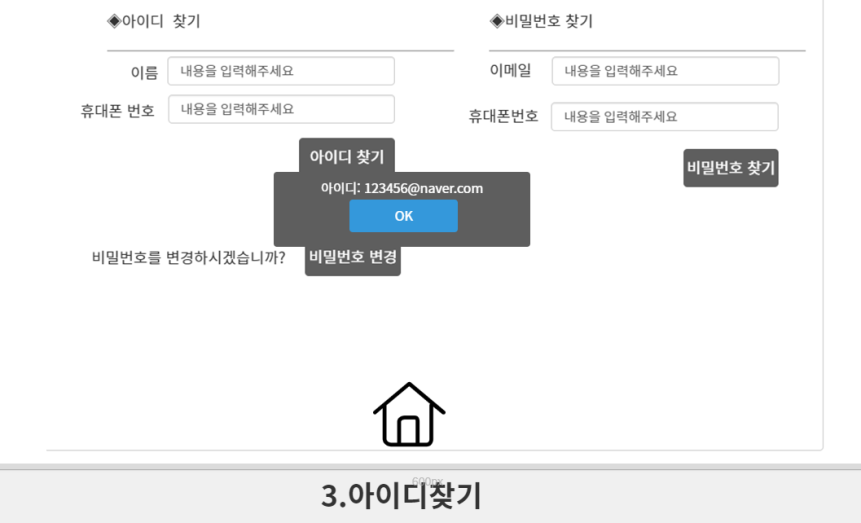 ◈아이디 찾기
이름 내용을 입력해주세요
휴대폰 번호 내용을 입력해주세요
아이디 찾기
◈비밀번호 찾기
이메일 내용을 입력해주세요
휴대폰번호 내용을 입력해주세요
비밀번호 찾기
아이디: 123456@naver.com
OK
비밀번호를 변경하시겠습니까? 비밀번호 변경
600px
3.아이디찾기